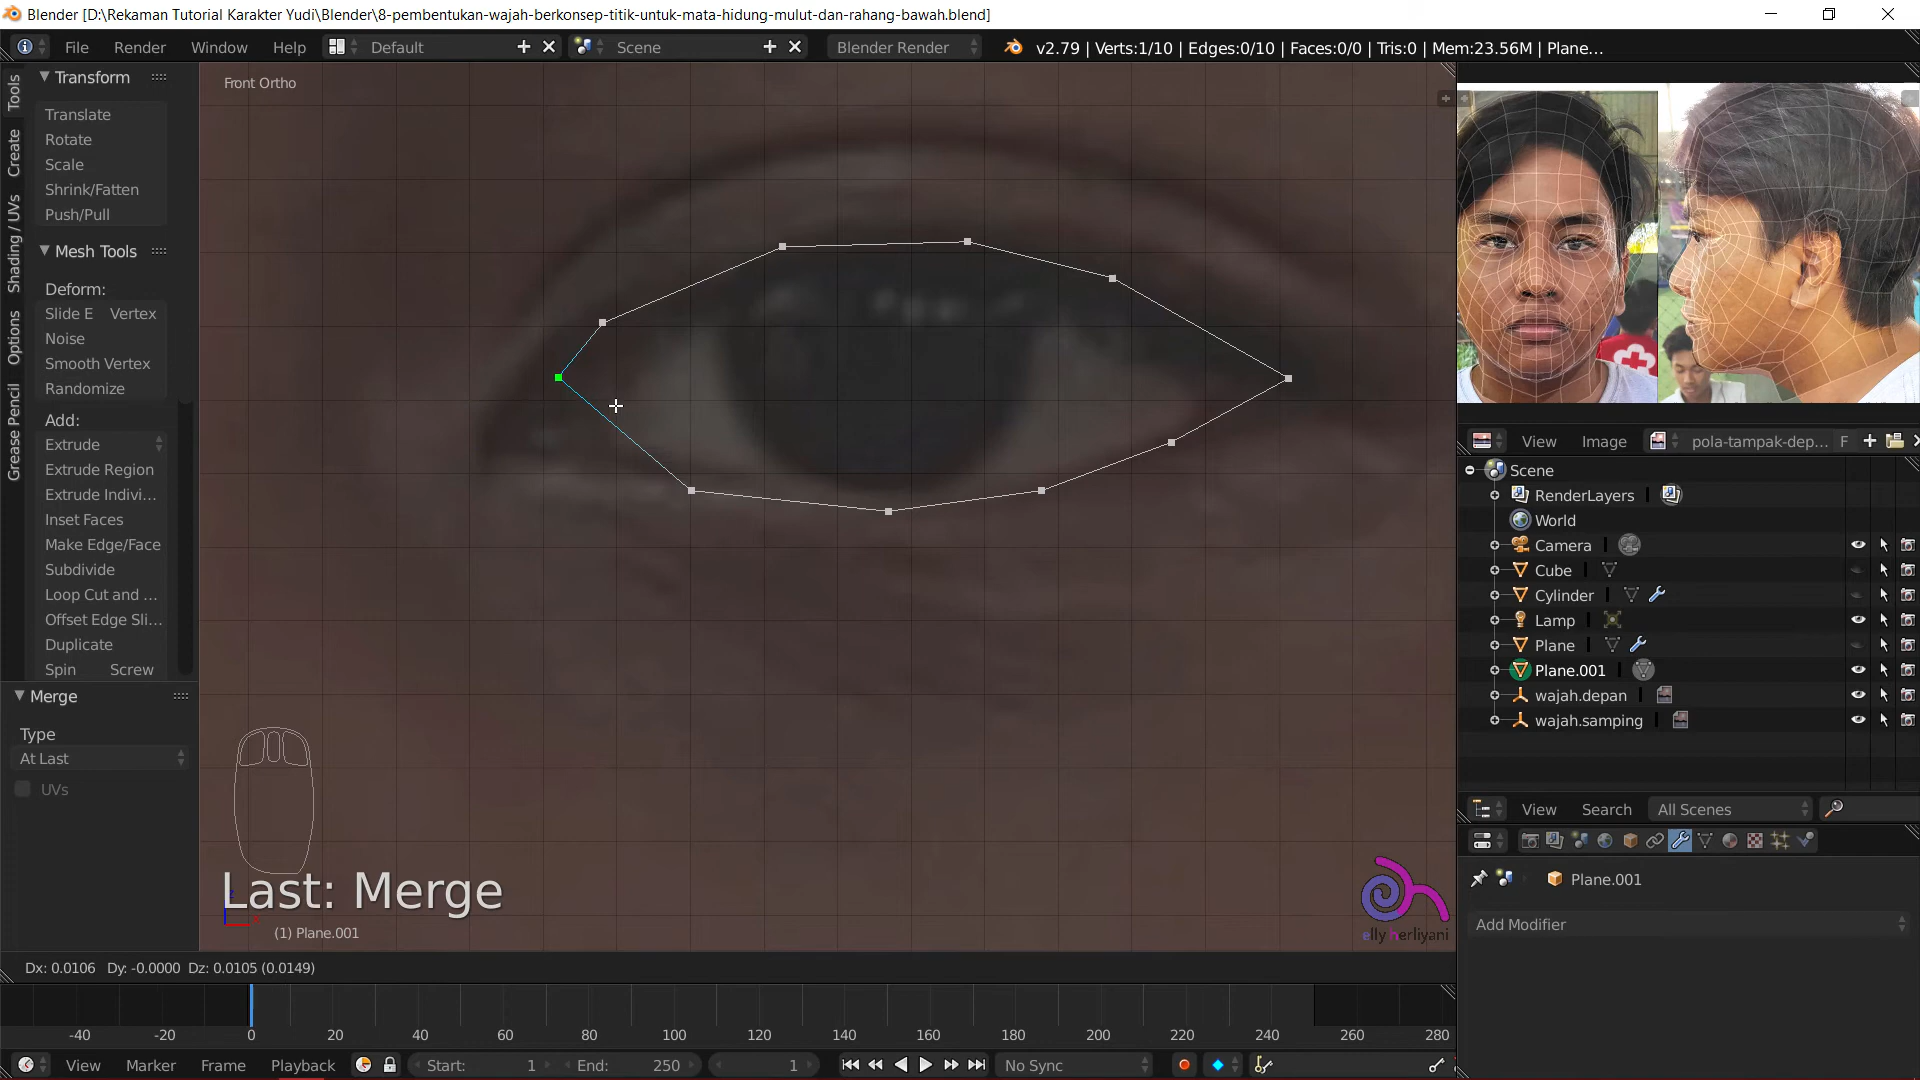 Blender [D:\Rekaman Tutorial Karakter Yudi\Blender\8-pembentukan-wajah-berkonsep-titik-untuk-mata-hidung-mulut-dan-rahang-bawah.blend]
File Render Window Help Default Scene Blender Render v2.79 | Verts:1/10 | Edges:0/10 | Faces:0/0 | Tris:0 | Mem:23.56M | Plane...
Tools
Create
Shading / UVs
Options
Grease Pencil
Transform
Translate
Rotate
Scale
Shrink/Fatten
Push/Pull
Mesh Tools
Deform:
Slide E Vertex
Noise
Smooth Vertex
Randomize
Add:
Extrude
Extrude Region
Extrude Indivi...
Inset Faces
Make Edge/Face
Subdivide
Loop Cut and ...
Offset Edge Sli...
Duplicate
Spin Screw
Merge
Type
At Last
UVs
Front Ortho
Last: Merge
(1) Plane.001
elly herliyani
Dx: 0.0106 Dy: -0.0000 Dz: 0.0105 (0.0149)
View Image pola-tampak-dep... F
Scene
RenderLayers
World
Camera
Cube
Cylinder
Lamp
Plane
Plane.001
wajah.depan
wajah.samping
View Search All Scenes
Plane.001
Add Modifier
-40 -20 0 20 40 60 80 100 120 140 160 180 200 220 240 260 280
View Marker Frame Playback Start: 1 End: 250 1 No Sync